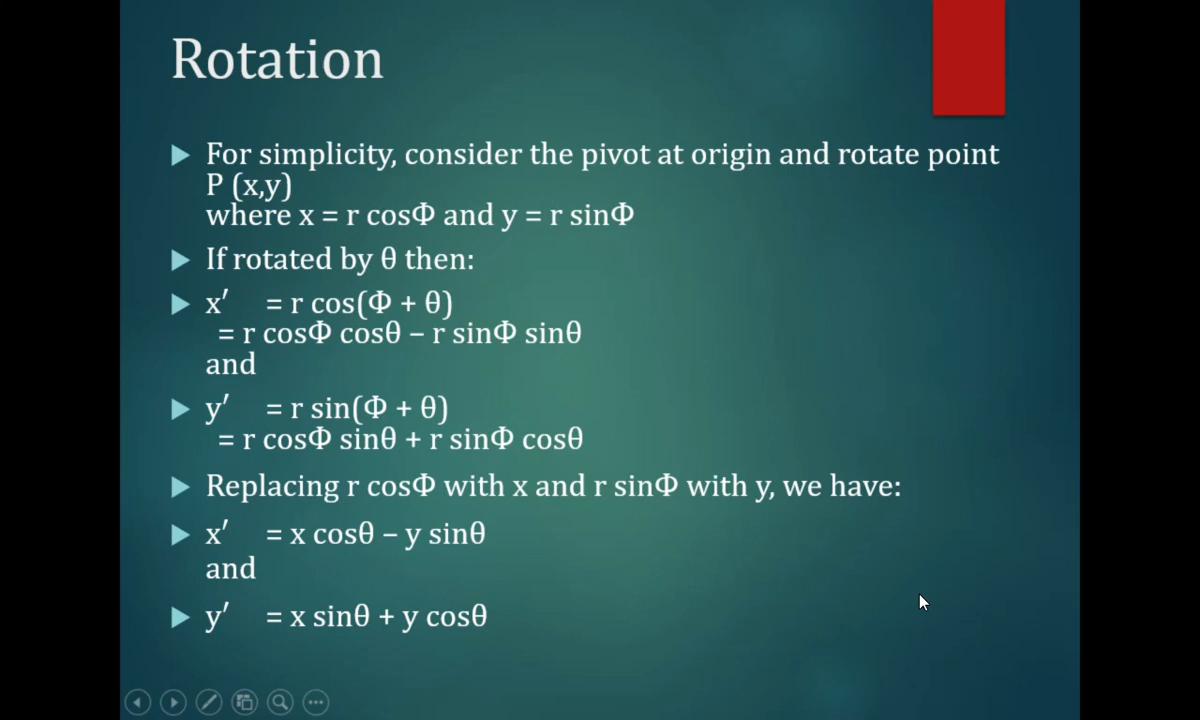 Rotation
For simplicity, consider the pivot at origin and rotate point
P (x,y)
where x = r cosΦ and y = r sinΦ
If rotated by θ then:
x′ = r cos(Φ + θ)
= r cosΦ cosθ – r sinΦ sinθ
and
y′ = r sin(Φ + θ)
= r cosΦ sinθ + r sinΦ cosθ
Replacing r cosΦ with x and r sinΦ with y, we have:
x′ = x cosθ – y sinθ
and
y′ = x sinθ + y cosθ